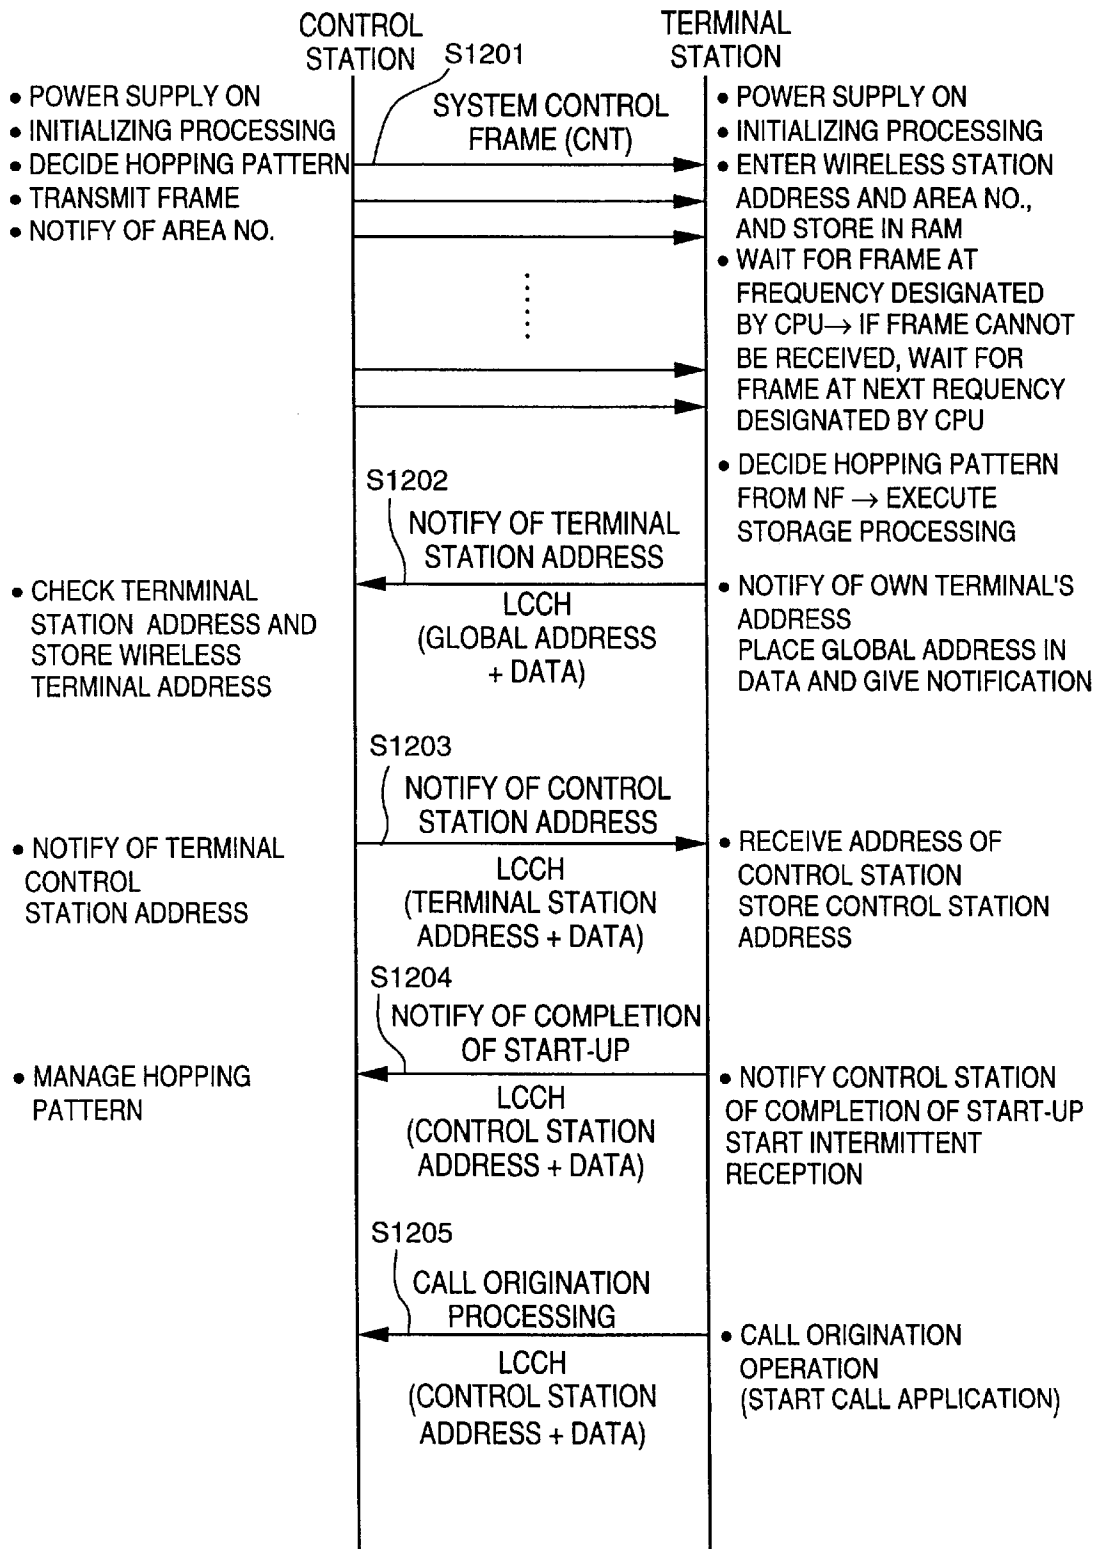 CONTROL
STATION
TERMINAL
STATION
S1201
• POWER SUPPLY ON
• INITIALIZING PROCESSING
• DECIDE HOPPING PATTERN
• TRANSMIT FRAME
• NOTIFY OF AREA NO.
SYSTEM CONTROL
FRAME (CNT)
• POWER SUPPLY ON
• INITIALIZING PROCESSING
• ENTER WIRELESS STATION
ADDRESS AND AREA NO.,
AND STORE IN RAM
• WAIT FOR FRAME AT
FREQUENCY DESIGNATED
BY CPU→ IF FRAME CANNOT
BE RECEIVED, WAIT FOR
FRAME AT NEXT REQUENCY
DESIGNATED BY CPU
• DECIDE HOPPING PATTERN
FROM NF → EXECUTE
STORAGE PROCESSING
S1202
NOTIFY OF TERMINAL
STATION ADDRESS
LCCH
(GLOBAL ADDRESS
+ DATA)
• CHECK TERNMINAL
STATION ADDRESS AND
STORE WIRELESS
TERMINAL ADDRESS
• NOTIFY OF OWN TERMINAL'S
ADDRESS
PLACE GLOBAL ADDRESS IN
DATA AND GIVE NOTIFICATION
S1203
NOTIFY OF CONTROL
STATION ADDRESS
LCCH
(TERMINAL STATION
ADDRESS + DATA)
• NOTIFY OF TERMINAL
CONTROL
STATION ADDRESS
• RECEIVE ADDRESS OF
CONTROL STATION
STORE CONTROL STATION
ADDRESS
S1204
NOTIFY OF COMPLETION
OF START-UP
LCCH
(CONTROL STATION
ADDRESS + DATA)
• MANAGE HOPPING
PATTERN
• NOTIFY CONTROL STATION
OF COMPLETION OF START-UP
START INTERMITTENT
RECEPTION
S1205
CALL ORIGINATION
PROCESSING
LCCH
(CONTROL STATION
ADDRESS + DATA)
• CALL ORIGINATION
OPERATION
(START CALL APPLICATION)